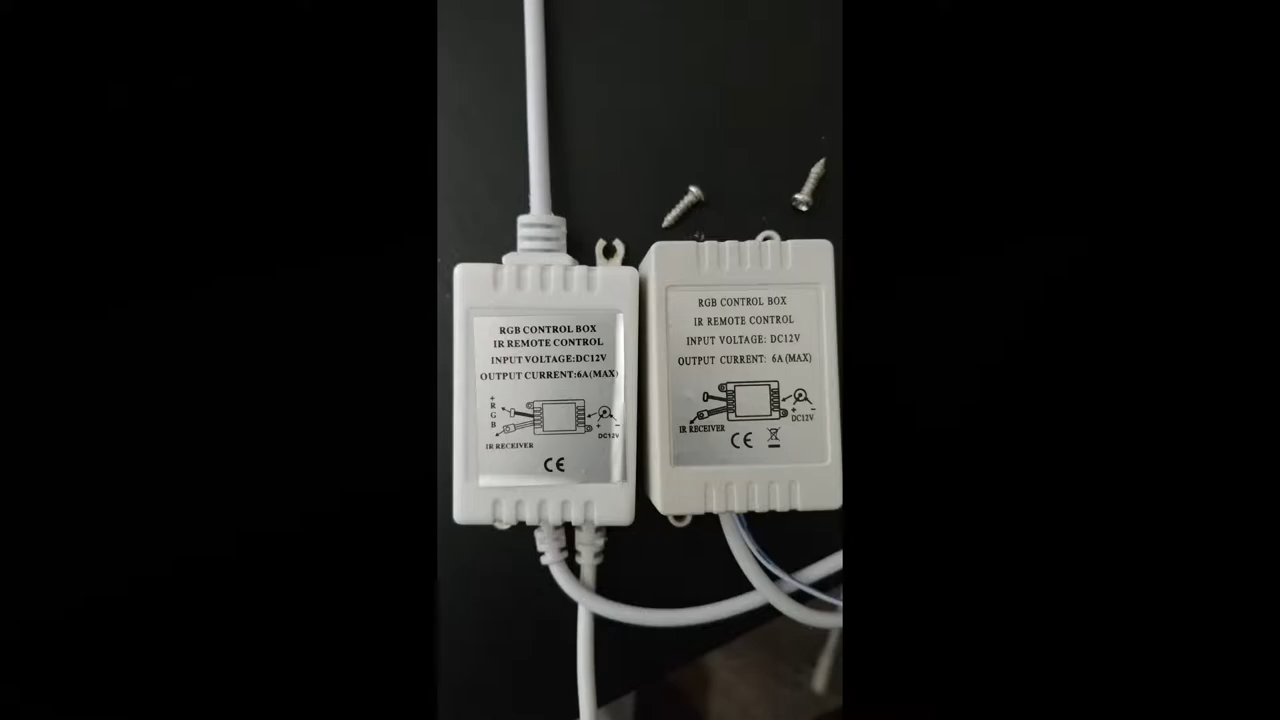 RGB CONTROL BOX
IR REMOTE CONTROL
INPUT VOLTAGE:DC12V
OUTPUT CURRENT:6A(MAX)
+
R
G
B
+ −
DC12V
IR RECEIVER
CE
RGB CONTROL BOX
IR REMOTE CONTROL
INPUT VOLTAGE: DC12V
OUTPUT CURRENT: 6A (MAX)
+ −
DC12V
IR RECEIVER
CE